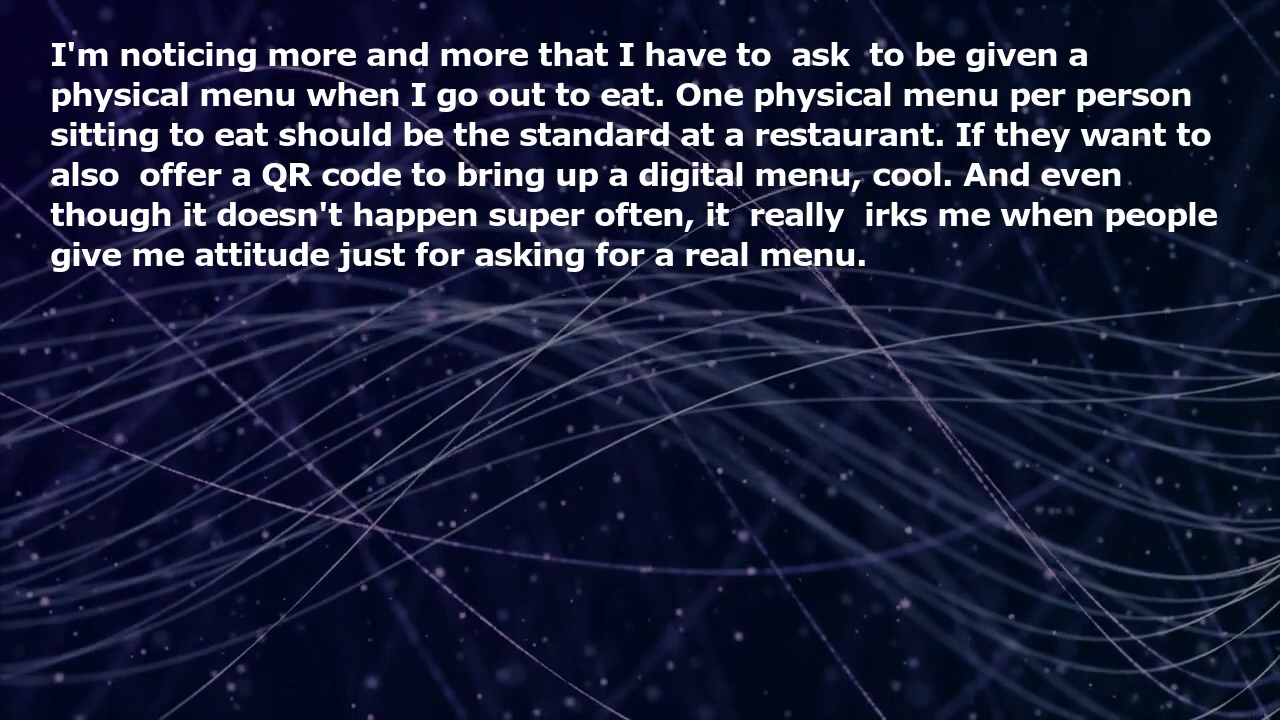 I'm noticing more and more that I have to  ask  to be given a
physical menu when I go out to eat. One physical menu per person
sitting to eat should be the standard at a restaurant. If they want to
also  offer a QR code to bring up a digital menu, cool. And even
though it doesn't happen super often, it  really  irks me when people
give me attitude just for asking for a real menu.